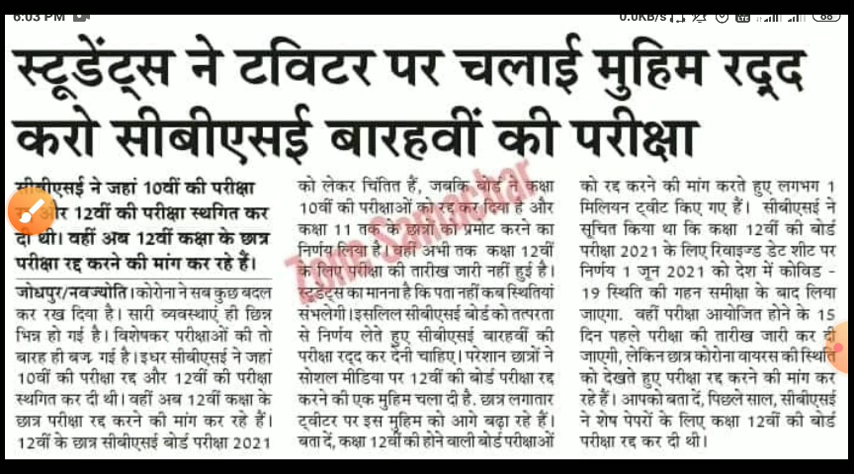 6:03 PM
0.0KB/s
88
स्टूडेंट्स ने टविटर पर चलाई मुहिम रद्द
करो सीबीएसई बारहवीं की परीक्षा
सीबीएसई ने जहां 10वीं की परीक्षा
और 12वीं की परीक्षा स्थगित कर
दी थी। वहीं अब 12वीं कक्षा के छात्र
परीक्षा रद्द करने की मांग कर रहे हैं।
जोधपुर/नवज्योति। कोरोना ने सब कुछ बदल
कर रख दिया है। सारी व्यवस्थाएं ही छिन्न
भिन्न हो गई है। विशेषकर परीक्षाओं की तो
बारह ही बज गई है। इधर सीबीएसई ने जहां
10वीं की परीक्षा रद्द और 12वीं की परीक्षा
स्थगित कर दी थी। वहीं अब 12वीं कक्षा के
छात्र परीक्षा रद्द करने की मांग कर रहे हैं।
12वीं के छात्र सीबीएसई बोर्ड परीक्षा 2021
को लेकर चिंतित हैं, जबकि बोर्ड ने कक्षा
10वीं की परीक्षाओं को रद्द कर दिया है और
कक्षा 11 तक के छात्रों को प्रमोट करने का
निर्णय लिया है। वहीं अभी तक कक्षा 12वीं
के लिए परीक्षा की तारीख जारी नहीं हुई है।
स्टूडेंट्स का मानना है कि पता नहीं कब स्थितियां
संभलेगी। इसलिल सीबीएसई बोर्ड को तत्परता
से निर्णय लेते हुए सीबीएसई बारहवीं की
परीक्षा रद्द कर देनी चाहिए। परेशान छात्रों ने
सोशल मीडिया पर 12वीं की बोर्ड परीक्षा रद्द
करने की एक मुहिम चला दी है. छात्र लगातार
ट्वीटर पर इस मुहिम को आगे बढ़ा रहे हैं।
बता दें, कक्षा 12वीं की होने वाली बोर्ड परीक्षाओं
को रद्द करने की मांग करते हुए लगभग 1
मिलियन ट्वीट किए गए हैं। सीबीएसई ने
सूचित किया था कि कक्षा 12वीं की बोर्ड
परीक्षा 2021 के लिए रिवाइज्ड डेट शीट पर
निर्णय 1 जून 2021 को देश में कोविड -
19 स्थिति की गहन समीक्षा के बाद लिया
जाएगा. वहीं परीक्षा आयोजित होने के 15
दिन पहले परीक्षा की तारीख जारी कर दी
जाएगी, लेकिन छात्र कोरोना वायरस की स्थिति
को देखते हुए परीक्षा रद्द करने की मांग कर
रहे हैं। आपको बता दें, पिछले साल, सीबीएसई
ने शेष पेपरों के लिए कक्षा 12वीं की बोर्ड
परीक्षा रद्द कर दी थी।
Zone Samachar